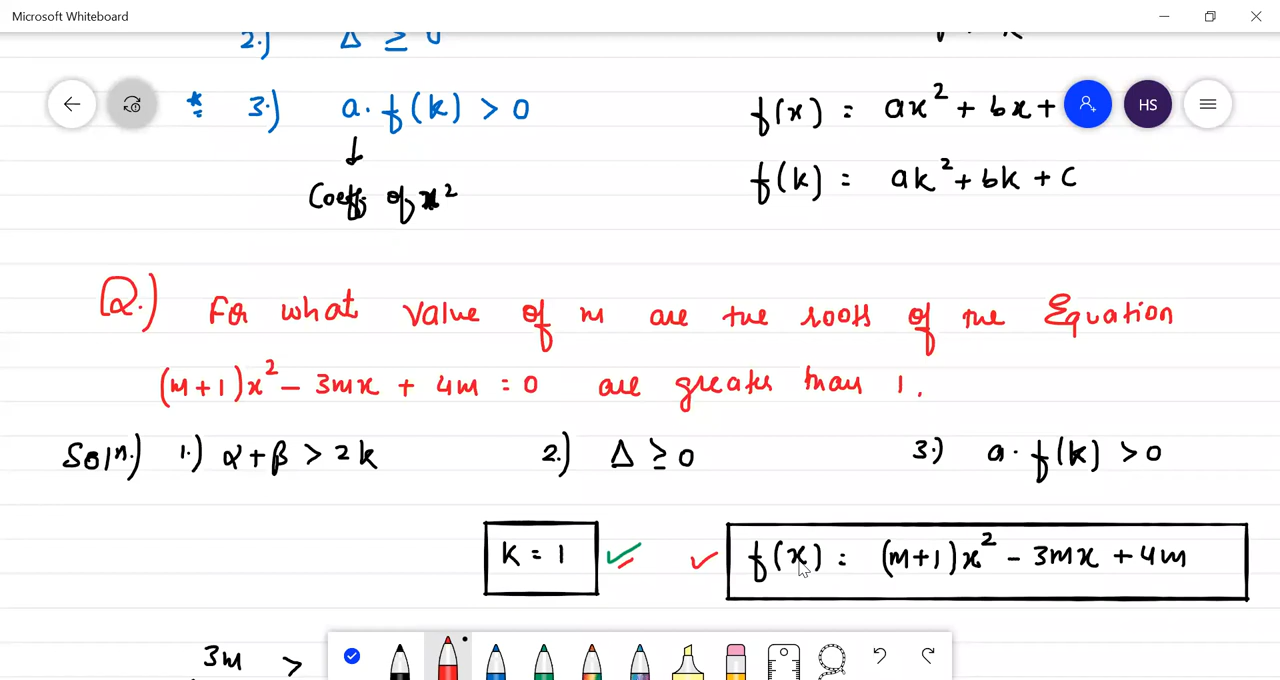 Microsoft Whiteboard
2.) Δ ≥ 0
* 3.) a. f(k) > 0
Coeff. of x²
f(x) = ax² + bx +
HS
f(k) = ak² + bk + c
Q.) For what value of m are the roots of the Equation
(m+1)x² - 3mx + 4m = 0 are greater than 1.
Soln.) 1.) α + β > 2k 2.) Δ ≥ 0 3.) a. f(k) > 0
k = 1 f(x) = (m+1)x² - 3mx + 4m
3m >